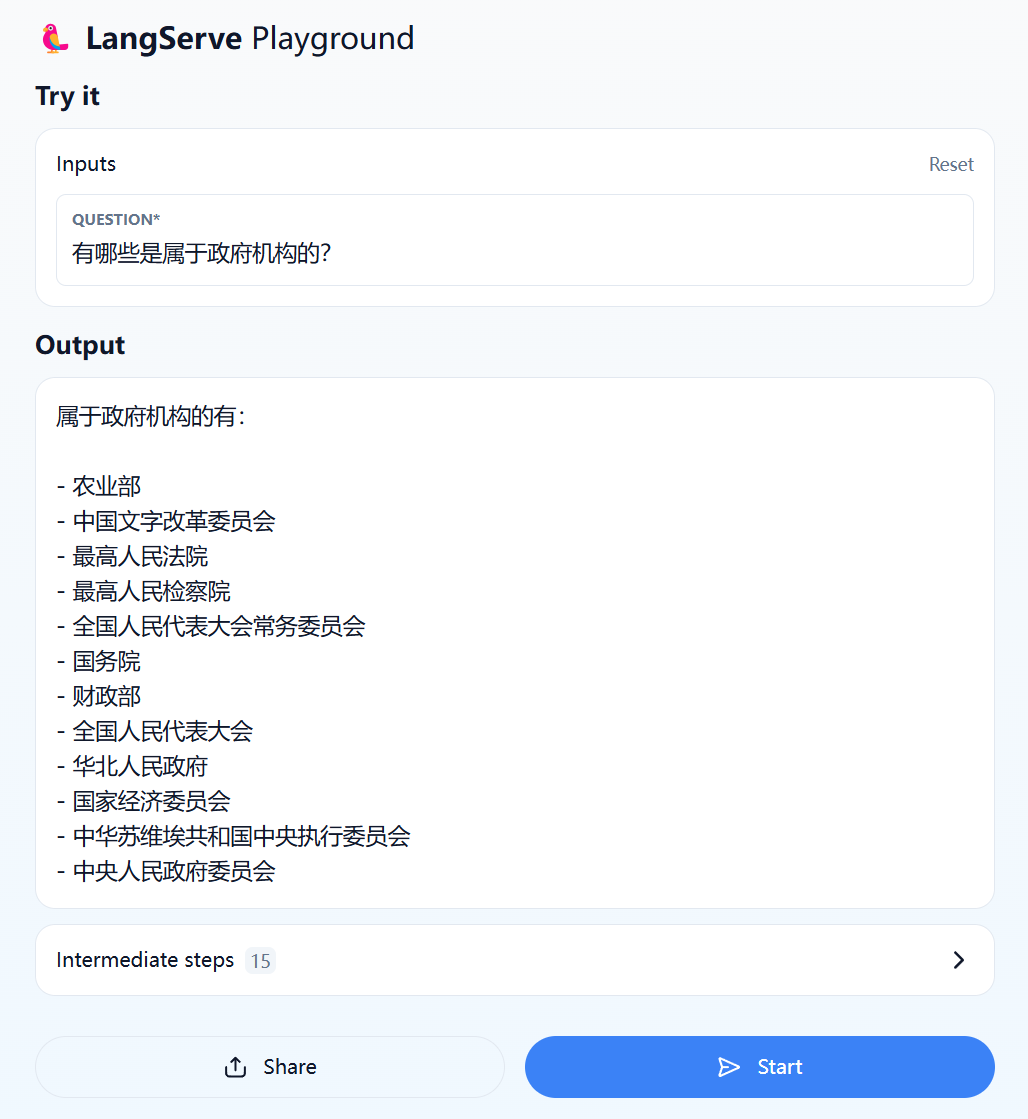 LangServe Playground
Try it
Inputs
Reset
QUESTION*
有哪些是属于政府机构的？
Output
属于政府机构的有：
- 农业部
- 中国文字改革委员会
- 最高人民法院
- 最高人民检察院
- 全国人民代表大会常务委员会
- 国务院
- 财政部
- 全国人民代表大会
- 华北人民政府
- 国家经济委员会
- 中华苏维埃共和国中央执行委员会
- 中央人民政府委员会
Intermediate steps 15
Share
Start